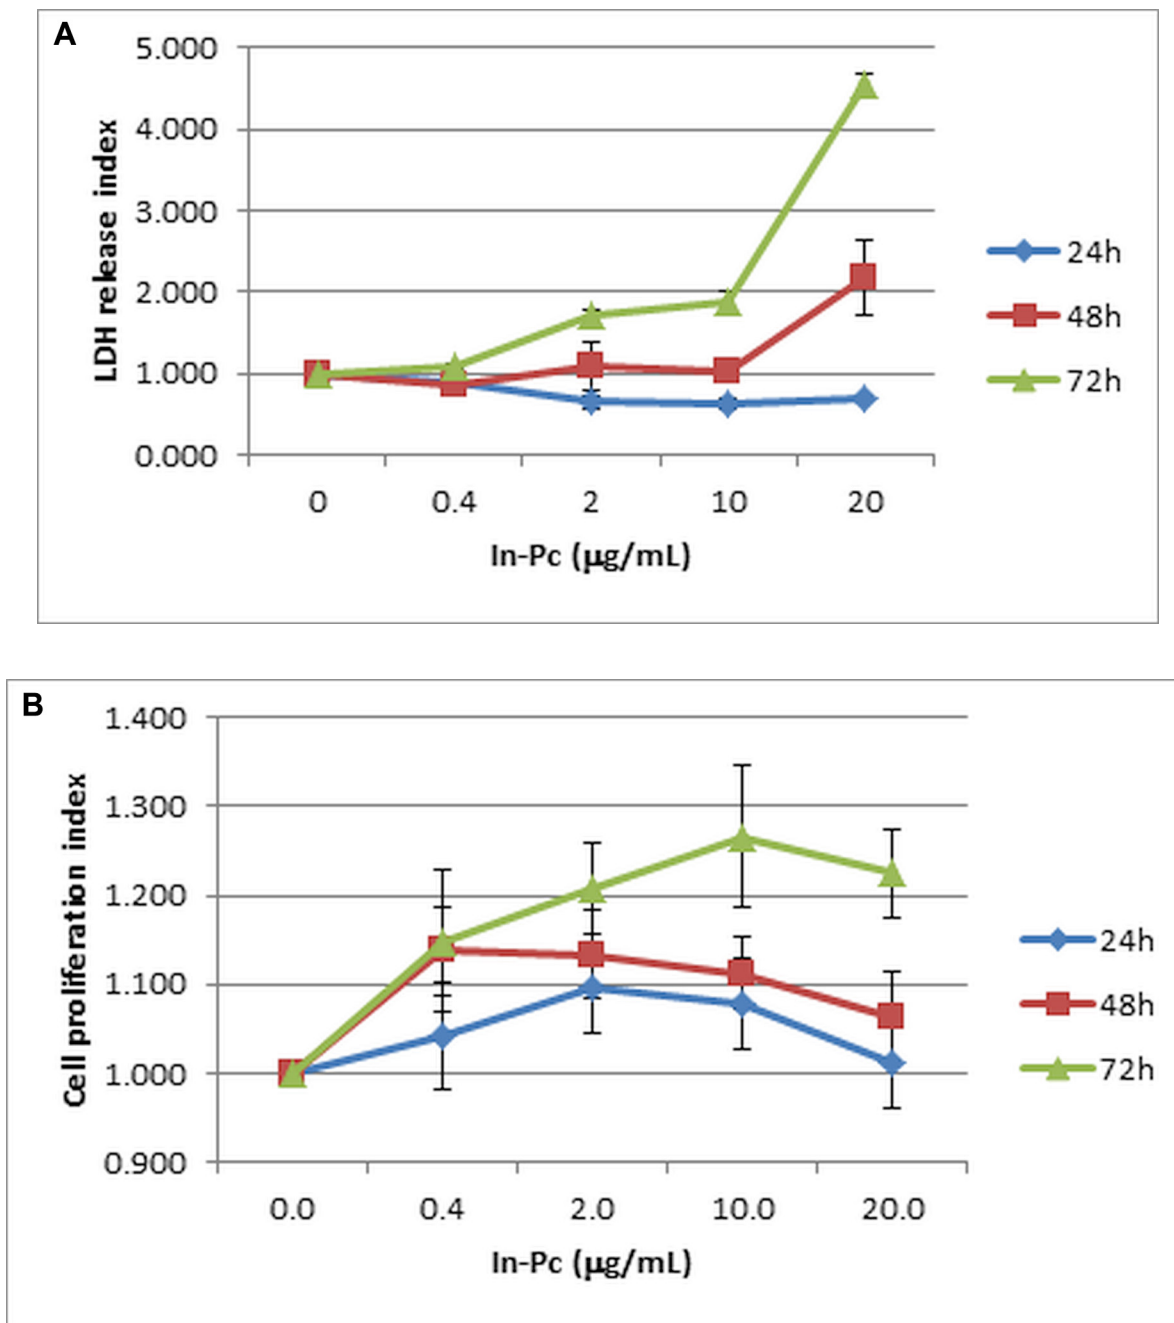 A
LDH release index
5.000
4.000
3.000
2.000
1.000
0.000
0 0.4 2 10 20
In-Pc (μg/mL)
24h
48h
72h
B
Cell proliferation index
1.400
1.300
1.200
1.100
1.000
0.900
0.0 0.4 2.0 10.0 20.0
In-Pc (μg/mL)
24h
48h
72h